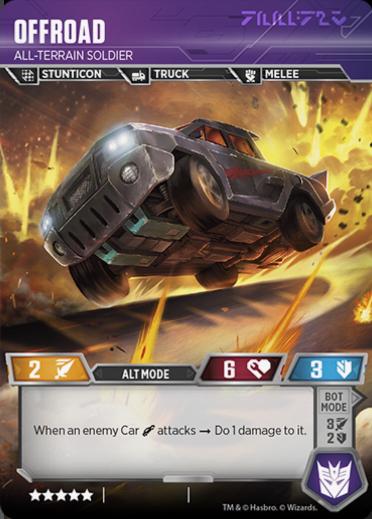 OFFROAD
ALL-TERRAIN SOLDIER
STUNTICON TRUCK MELEE
2 ALT MODE 6 3
BOT MODE
3
2
When an enemy Car attacks → Do 1 damage to it.
TM & © Hasbro. © Wizards.